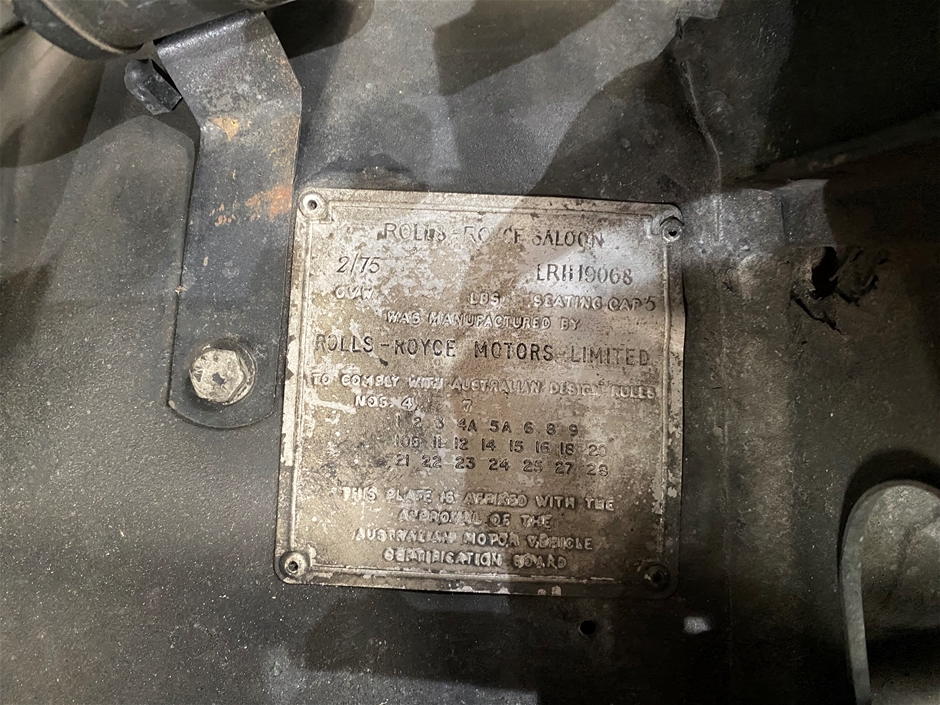 ROLLS-ROYCE SALOON
2/75 LRH19068
GVW LBS SEATING CAP 5
WAS MANUFACTURED BY
ROLLS-ROYCE MOTORS LIMITED
TO COMPLY WITH AUSTRALIAN DESIGN RULES
NOS. 4 7
1 2 3 4A 5A 6 8 9
10B 11 12 14 15 16 18 20
21 22 23 24 25 27 28
THIS PLATE IS AFFIXED WITH THE
APPROVAL OF THE
AUSTRALIAN MOTOR VEHICLE
CERTIFICATION BOARD